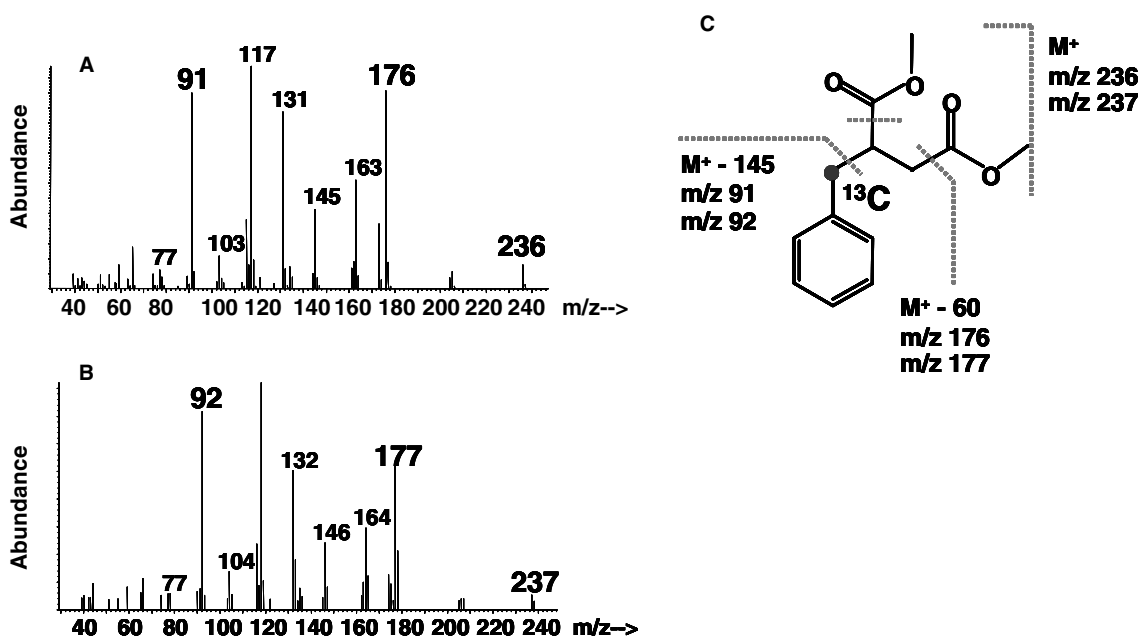 A
Abundance
91
117
131
176
163
145
103
77
236
40 60 80 100 120 140 160 180 200 220 240 m/z-->
B
Abundance
92
132
177
146
164
104
77
237
40 60 80 100 120 140 160 180 200 220 240 m/z-->
C
O
O
O
O
13C
M+
m/z 236
m/z 237
M+ - 145
m/z 91
m/z 92
M+ - 60
m/z 176
m/z 177